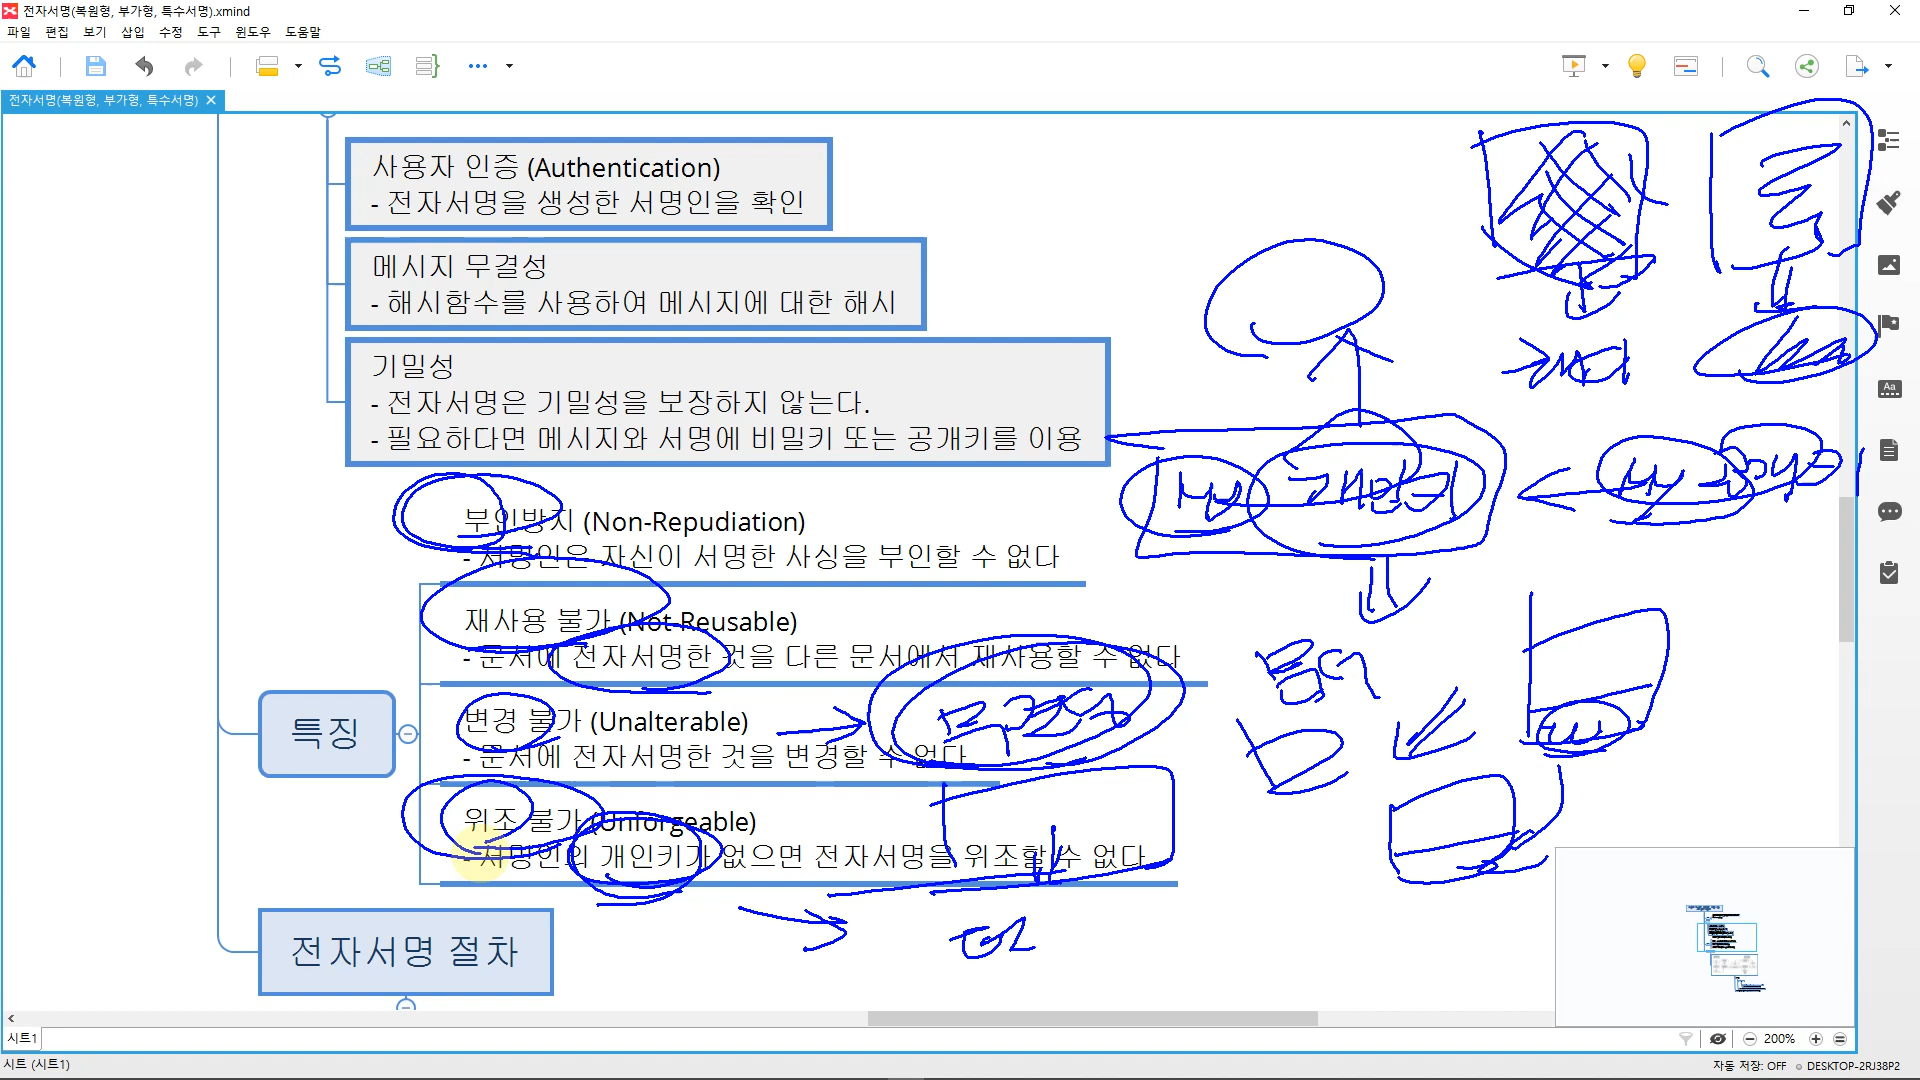 전자서명(복원형, 부가형, 특수서명).xmind
파일 편집 보기 삽입 수정 도구 윈도우 도움말
전자서명(복원형, 부가형, 특수서명)
사용자 인증 (Authentication)
- 전자서명을 생성한 서명인을 확인
메시지 무결성
- 해시함수를 사용하여 메시지에 대한 해시
기밀성
- 전자서명은 기밀성을 보장하지 않는다.
- 필요하다면 메시지와 서명에 비밀키 또는 공개키를 이용
부인방지 (Non-Repudiation)
- 서명인은 자신이 서명한 사싱을 부인할 수 없다
재사용 불가 (Not-Reusable)
- 문서에 전자서명한 것을 다른 문서에서 재사용할 수 없다
특징
변경 불가 (Unalterable)
- 문서에 전자서명한 것을 변경할 수 없다
무결성
위조 불가 (Unforgeable)
- 서명인의 개인키가 없으면 전자서명을 위조할 수 없다
전자서명 절차
시트1
200%
시트 (시트1)
자동 저장: OFF
DESKTOP-2RJ38P2